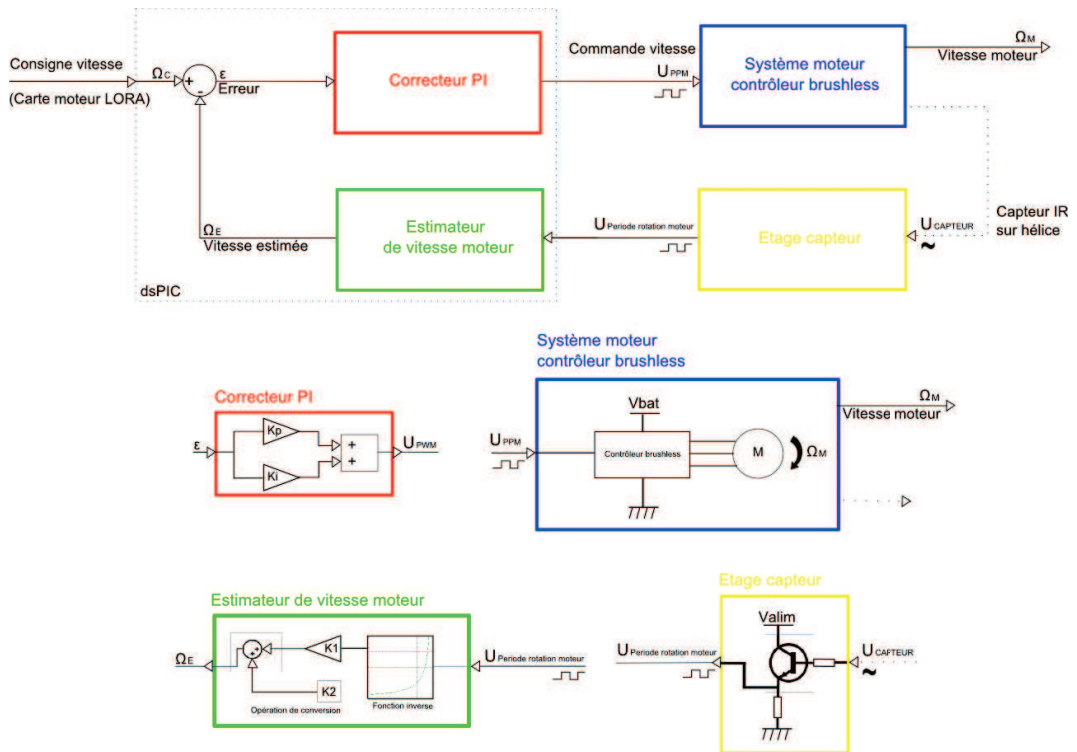 Consigne vitesse
(Carte moteur LORA)
ΩC
+
-
ε
Erreur
Correcteur PI
Commande vitesse
UPPM
Système moteur
contrôleur brushless
ΩM
Vitesse moteur
ΩE
Vitesse estimée
Estimateur
de vitesse moteur
UPeriode rotation moteur
Etage capteur
UCAPTEUR
~
Capteur IR
sur hélice
dsPIC
Correcteur PI
ε
Kp
Ki
+
+
UPWM
Système moteur
contrôleur brushless
UPPM
Vbat
Contrôleur brushless
M
ΩM
ΩM
Vitesse moteur
Estimateur de vitesse moteur
ΩE
+
+
K1
K2
Opération de conversion
Fonction inverse
UPeriode rotation moteur
Etage capteur
UPeriode rotation moteur
Valim
UCAPTEUR
~